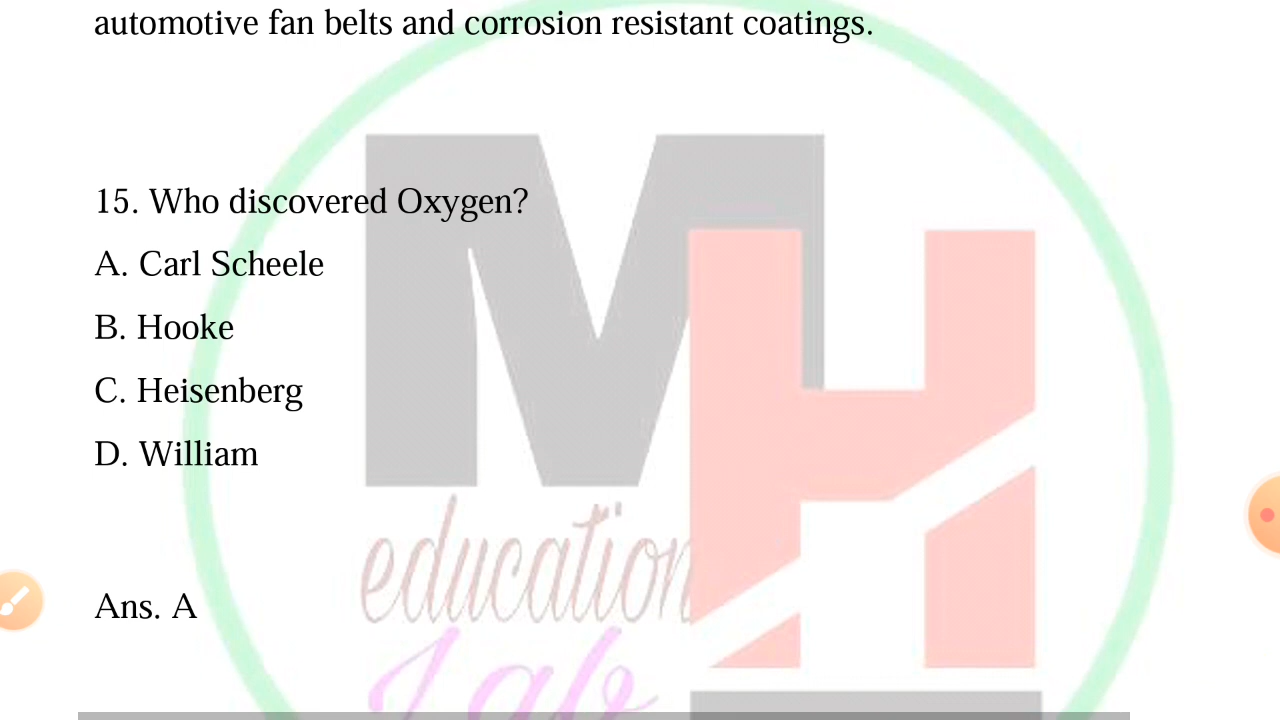 automotive fan belts and corrosion resistant coatings.
15. Who discovered Oxygen?
A. Carl Scheele
B. Hooke
C. Heisenberg
D. William
education
Lab
Ans. A
MH